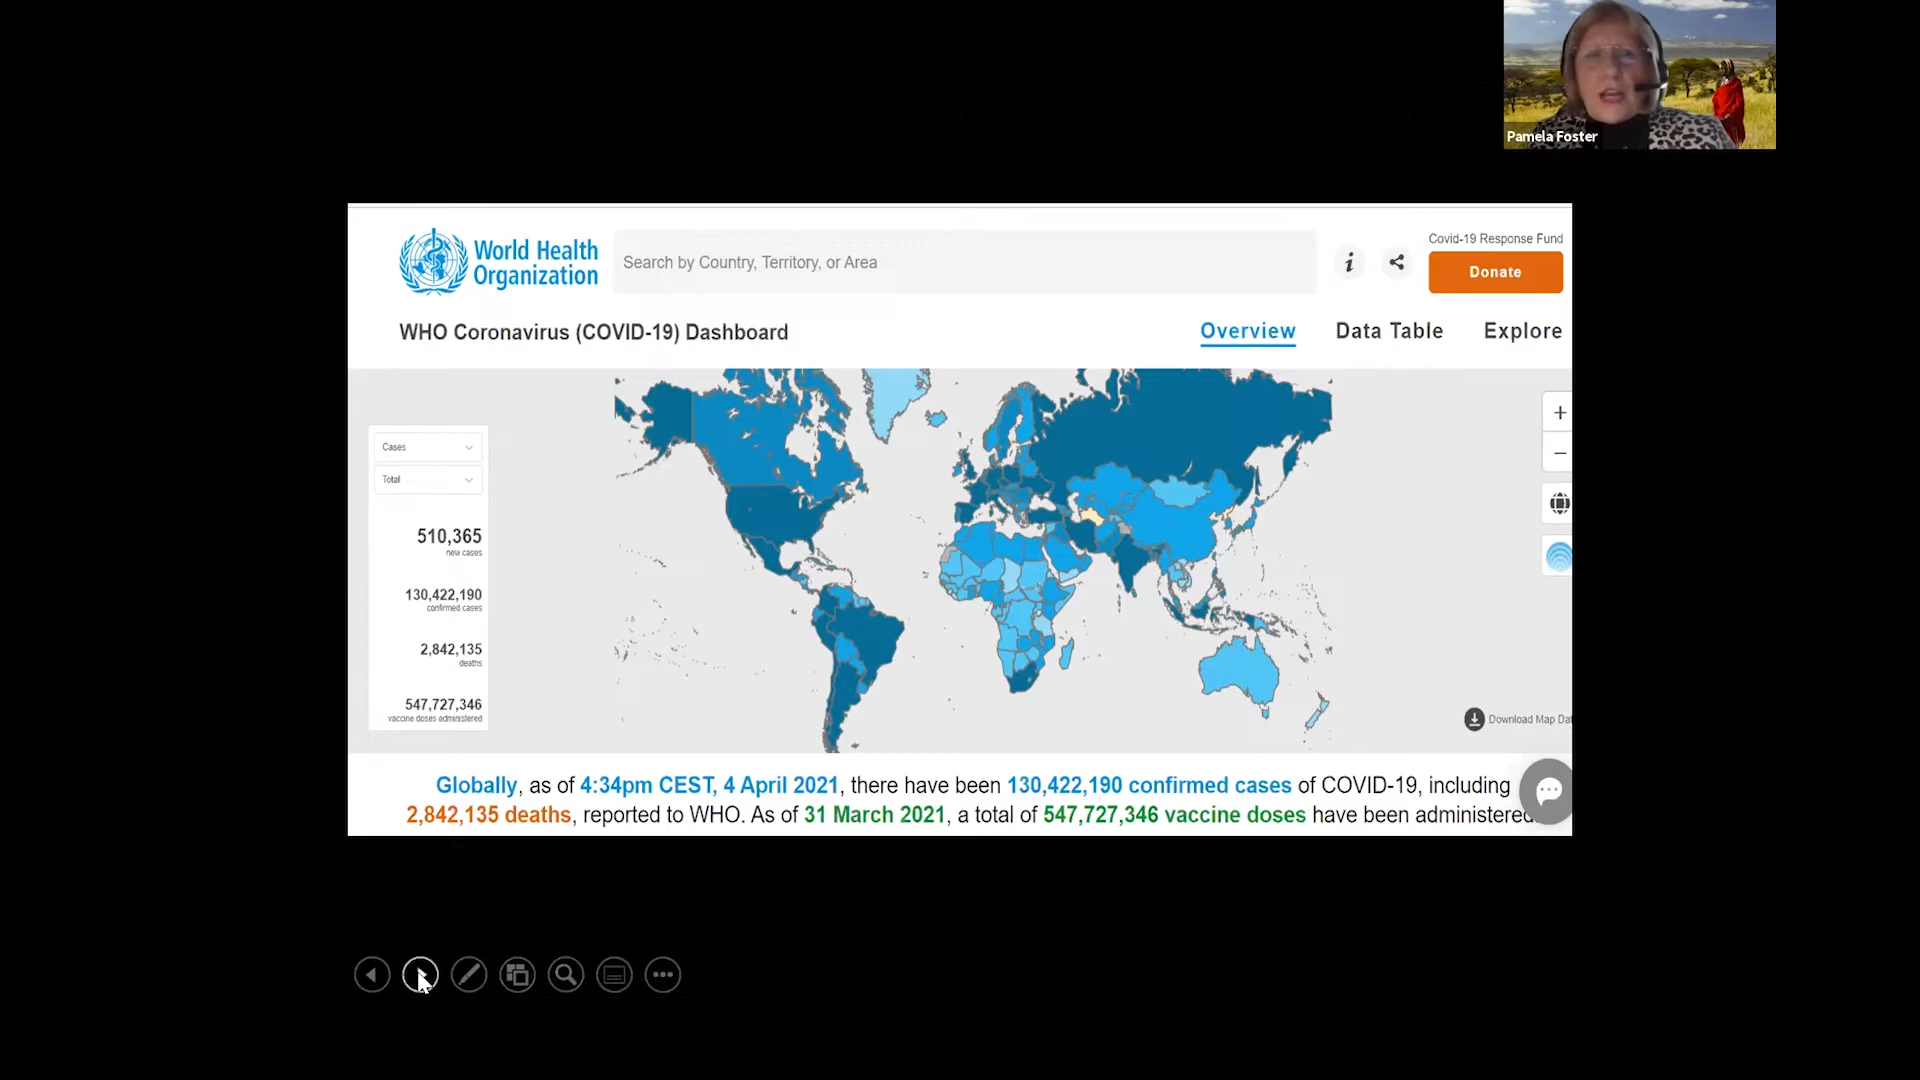 Pamela Foster
World Health
Organization
Search by Country, Territory, or Area
i
Covid-19 Response Fund
Donate
WHO Coronavirus (COVID-19) Dashboard
Overview
Data Table
Explore
Cases
Total
510,365
new cases
130,422,190
confirmed cases
2,842,135
deaths
547,727,346
vaccine doses administered
+
−
Download Map Dat
Globally, as of 4:34pm CEST, 4 April 2021, there have been 130,422,190 confirmed cases of COVID-19, including
2,842,135 deaths, reported to WHO. As of 31 March 2021, a total of 547,727,346 vaccine doses have been administered.